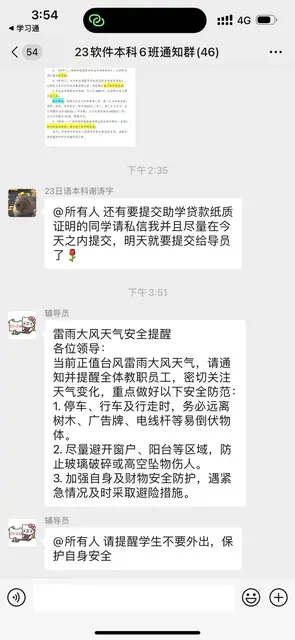 3:54
4G
◀ 学习通
54
23软件本科6班通知群(46)
下午 2:35
23日语本科谢涛宇
@所有人 还有要提交助学贷款纸质
证明的同学请私信我并且尽量在今
天之内提交，明天就要提交给导员
了🌹
下午 3:51
辅导员
雷雨大风天气安全提醒
各位领导：
当前正值台风雷雨大风天气，请通
知并提醒全体教职员工，密切关注
天气变化，重点做好以下安全防范：
1. 停车、行车及行走时，务必远离
树木、广告牌、电线杆等易倒伏物
体。
2. 尽量避开窗户、阳台等区域，防
止玻璃破碎或高空坠物伤人。
3. 加强自身及财物安全防护，遇紧
急情况及时采取避险措施。
辅导员
@所有人 请提醒学生不要外出，保
护自身安全